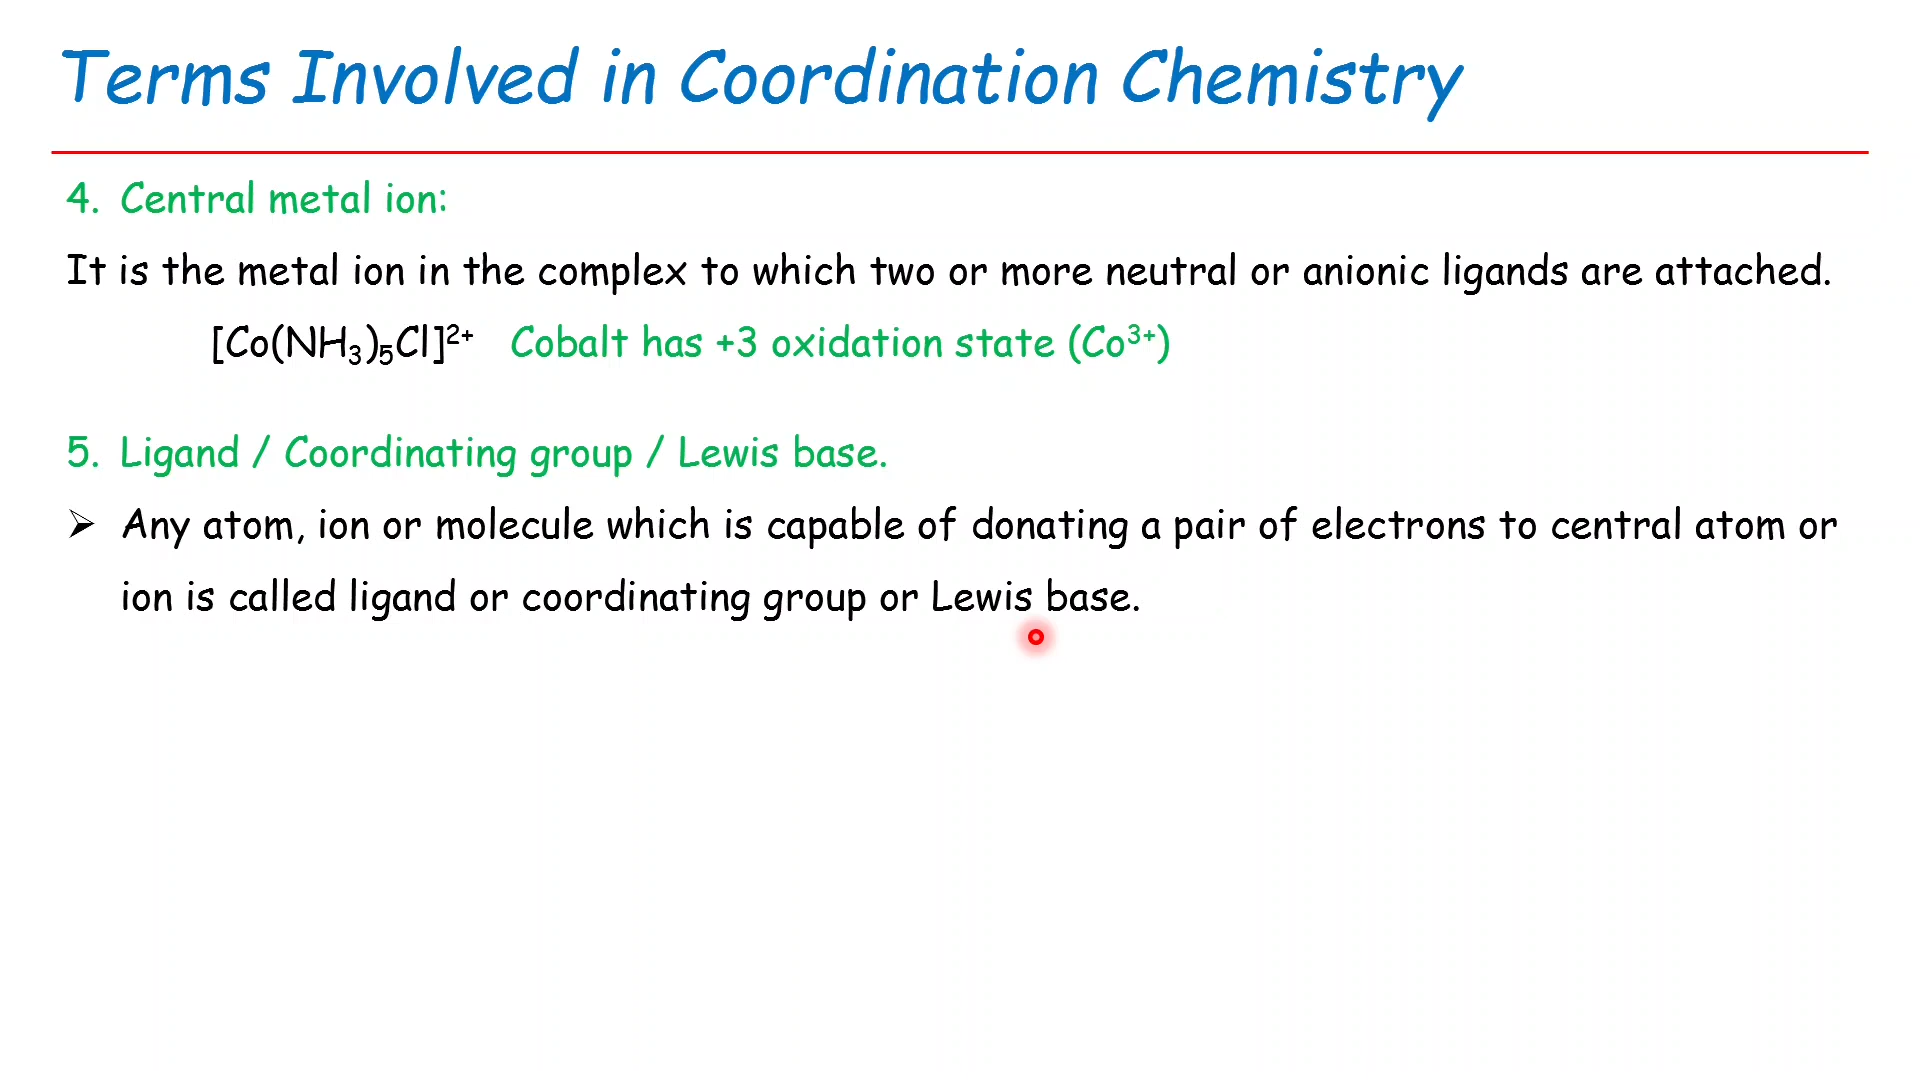 Terms Involved in Coordination Chemistry
4. Central metal ion:
It is the metal ion in the complex to which two or more neutral or anionic ligands are attached.
[Co(NH₃)₅Cl]²⁺ Cobalt has +3 oxidation state (Co³⁺)
5. Ligand / Coordinating group / Lewis base.
➢ Any atom, ion or molecule which is capable of donating a pair of electrons to central atom or
ion is called ligand or coordinating group or Lewis base.